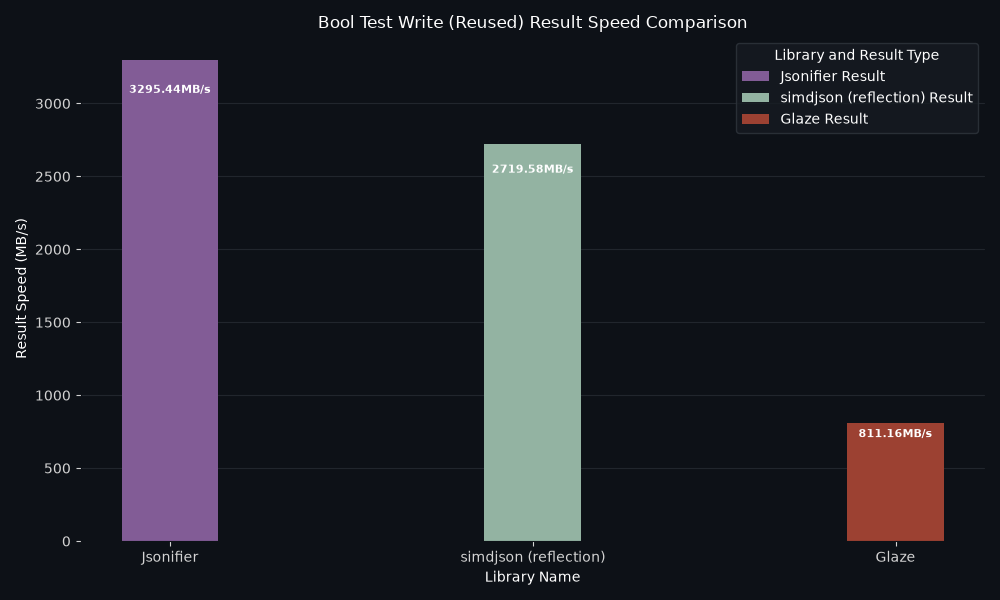 Bool Test Write (Reused) Result Speed Comparison
Library and Result Type
Jsonifier Result
simdjson (reflection) Result
Glaze Result
3295.44MB/s
2719.58MB/s
811.16MB/s
Result Speed (MB/s)
3000
2500
2000
1500
1000
500
0
Jsonifier
simdjson (reflection)
Glaze
Library Name